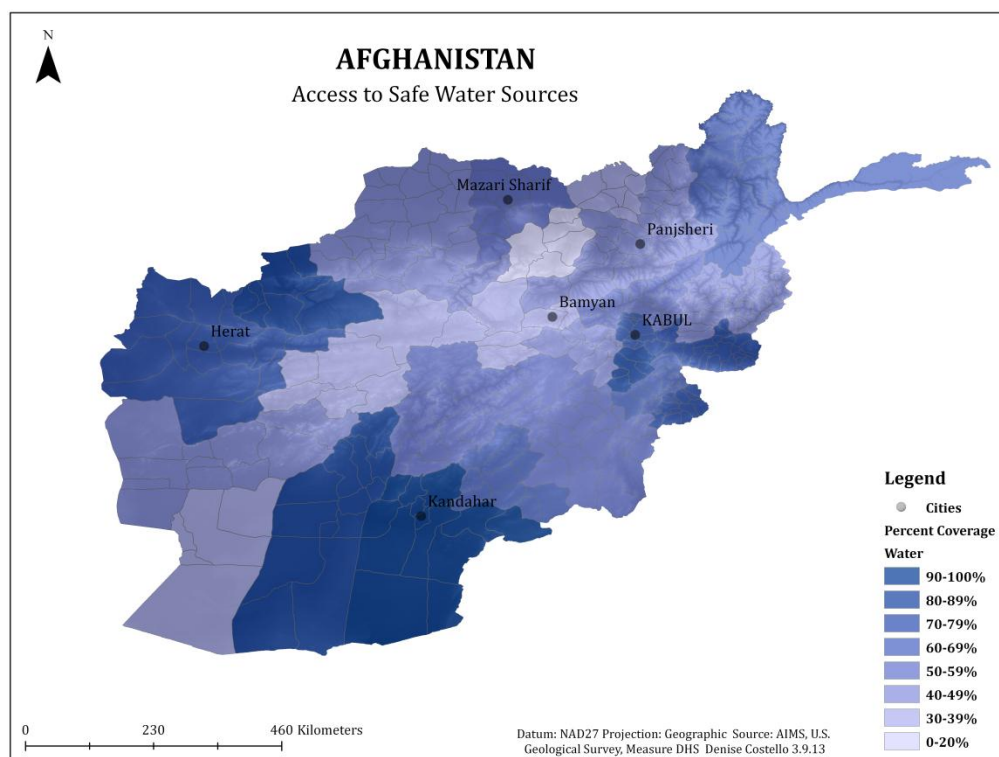 N
AFGHANISTAN
Access to Safe Water Sources
Mazari Sharif
Panjsheri
Bamyan
KABUL
Herat
Kandahar
Legend
Cities
Percent Coverage
Water
90-100%
80-89%
70-79%
60-69%
50-59%
40-49%
30-39%
0-20%
0 230 460 Kilometers
Datum: NAD27 Projection: Geographic Source: AIMS, U.S.
Geological Survey, Measure DHS Denise Costello 3.9.13